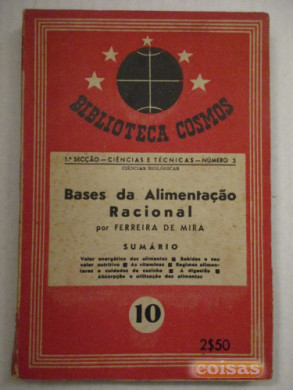 BIBLIOTECA COSMOS
1.ª SECÇÃO — CIÊNCIAS E TÉCNICAS — NÚMERO 3
CIÊNCIAS BIOLÓGICAS
Bases da Alimentação
Racional
por FERREIRA DE MIRA
SUMÁRIO
Valor energético dos alimentos ■ Bebidas e seu
valor nutritivo ■ As vitaminas ■ Regimes alimen-
tares e cuidados de cozinha ■ A digestão ■
Absorpção e utilização dos alimentos
10
2$50
coisas